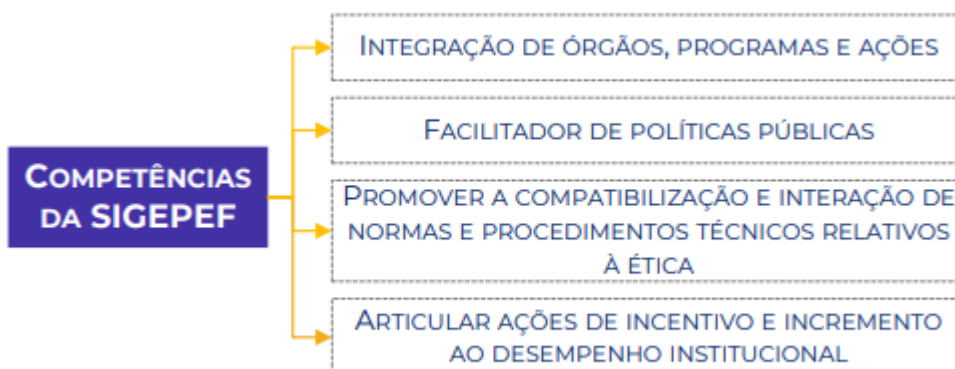 COMPETÊNCIAS
DA SIGEPEF
INTEGRAÇÃO DE ÓRGÃOS, PROGRAMAS E AÇÕES
FACILITADOR DE POLÍTICAS PÚBLICAS
PROMOVER A COMPATIBILIZAÇÃO E INTERAÇÃO DE
NORMAS E PROCEDIMENTOS TÉCNICOS RELATIVOS
À ÉTICA
ARTICULAR AÇÕES DE INCENTIVO E INCREMENTO
AO DESEMPENHO INSTITUCIONAL